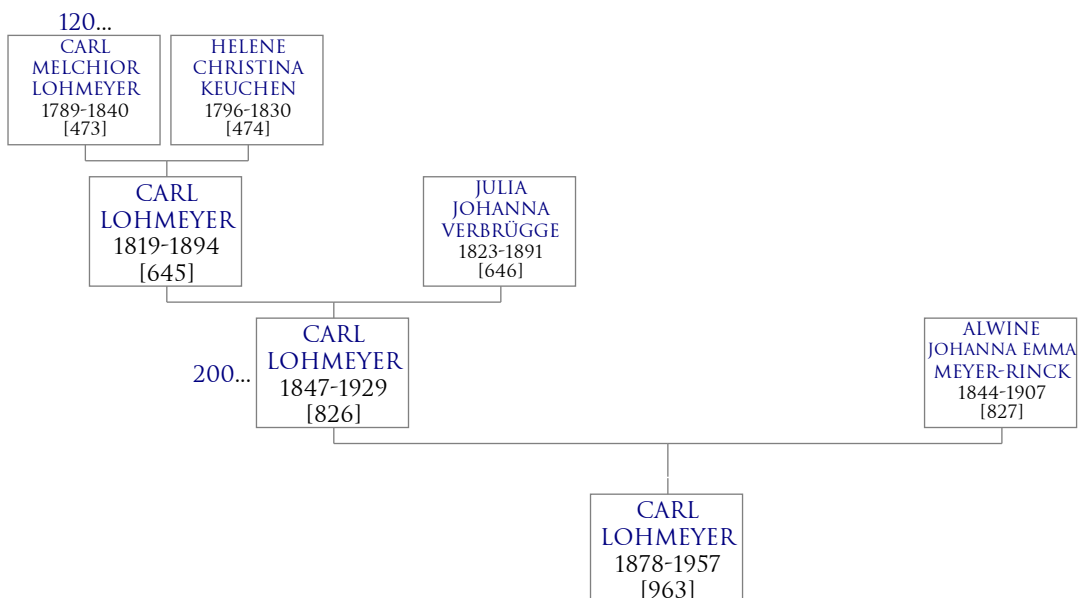 120...
CARL
MELCHIOR
LOHMEYER
1789-1840
[473]
HELENE
CHRISTINA
KEUCHEN
1796-1830
[474]
CARL
LOHMEYER
1819-1894
[645]
JULIA
JOHANNA
VERBRÜGGE
1823-1891
[646]
200...
CARL
LOHMEYER
1847-1929
[826]
ALWINE
JOHANNA EMMA
MEYER-RINCK
1844-1907
[827]
CARL
LOHMEYER
1878-1957
[963]